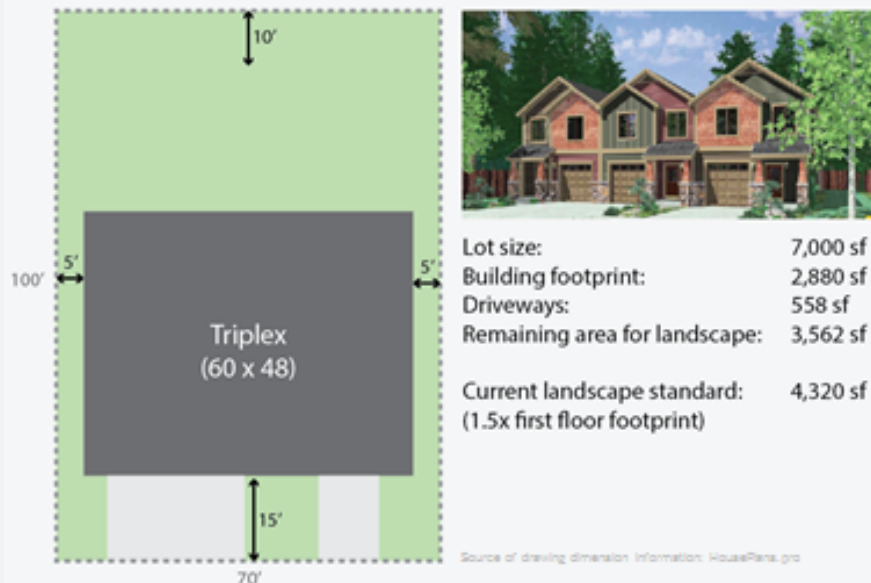 10'
100'
5'
5'
Triplex
(60 x 48)
15'
70'
Lot size: 7,000 sf
Building footprint: 2,880 sf
Driveways: 558 sf
Remaining area for landscape: 3,562 sf
Current landscape standard: 4,320 sf
(1.5x first floor footprint)
Source of drawing dimension information: HousePlans.pro